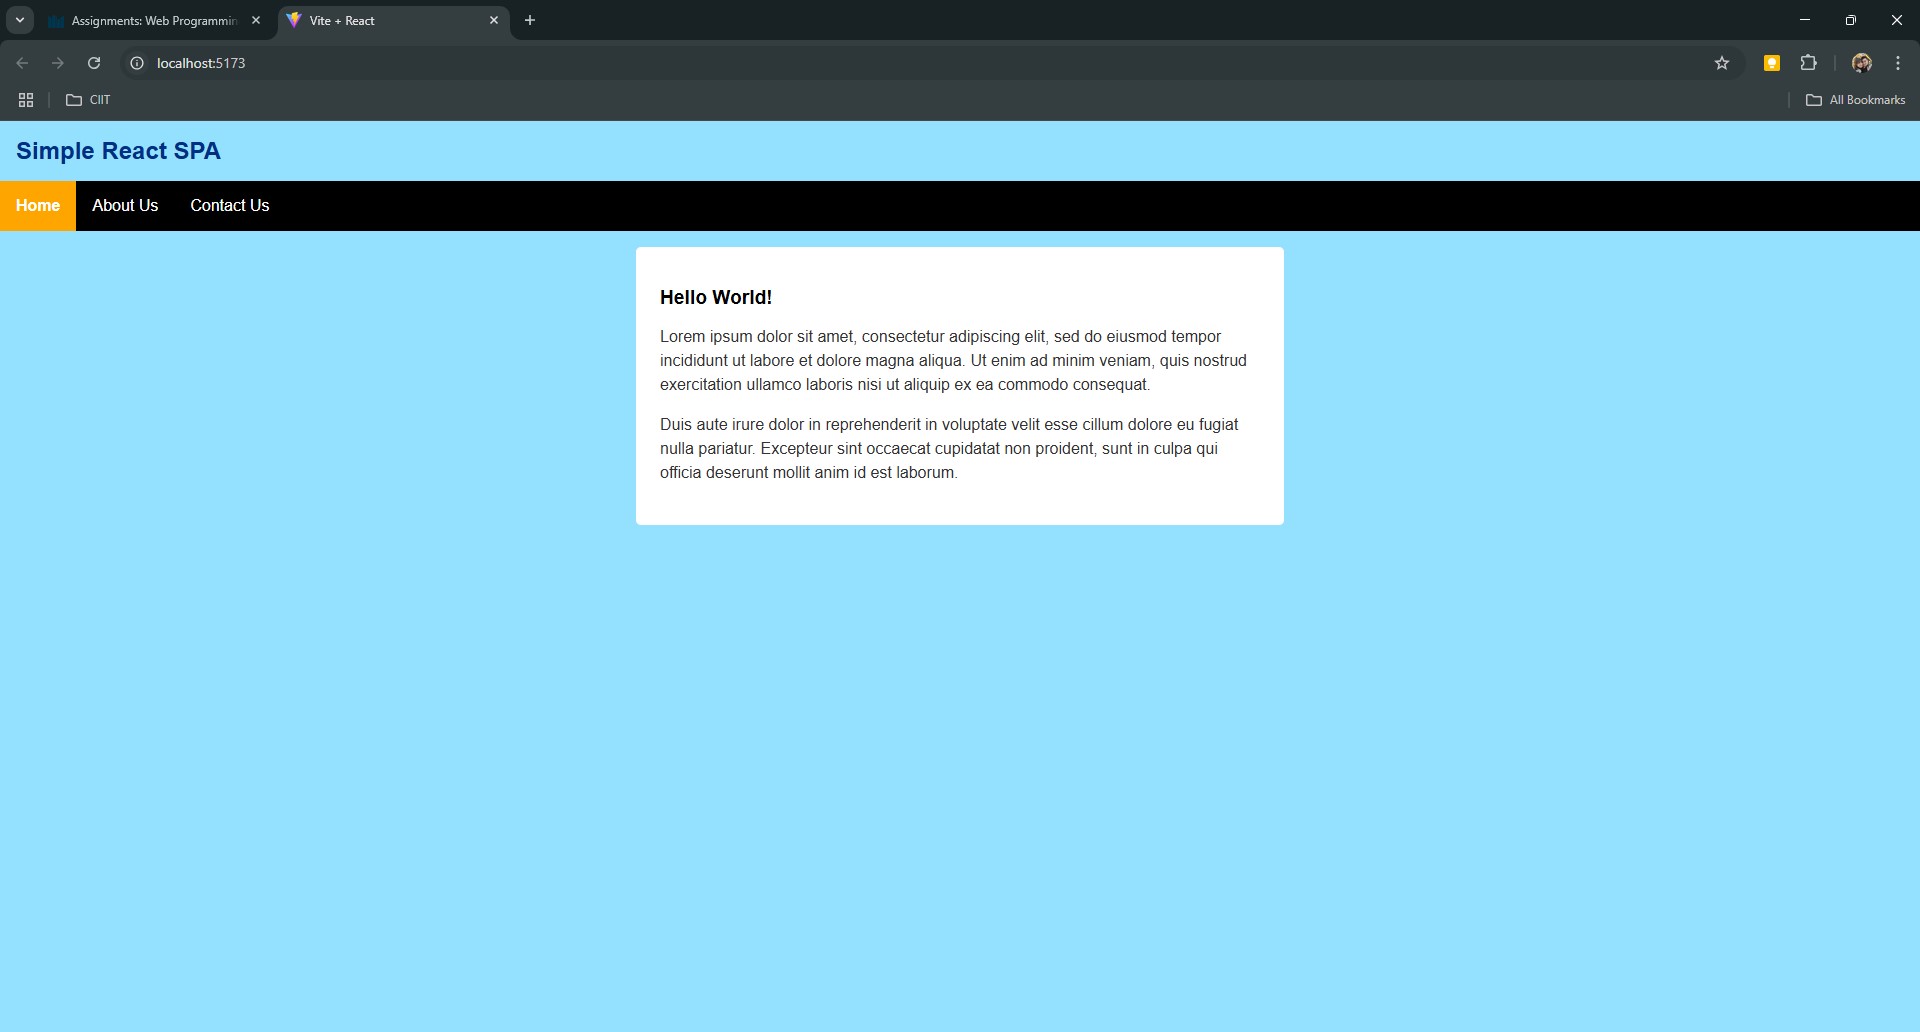 Assignments: Web Programmin
Vite + React
localhost:5173
CIIT
All Bookmarks
Simple React SPA
Home About Us Contact Us
Hello World!
Lorem ipsum dolor sit amet, consectetur adipiscing elit, sed do eiusmod tempor
incididunt ut labore et dolore magna aliqua. Ut enim ad minim veniam, quis nostrud
exercitation ullamco laboris nisi ut aliquip ex ea commodo consequat.
Duis aute irure dolor in reprehenderit in voluptate velit esse cillum dolore eu fugiat
nulla pariatur. Excepteur sint occaecat cupidatat non proident, sunt in culpa qui
officia deserunt mollit anim id est laborum.